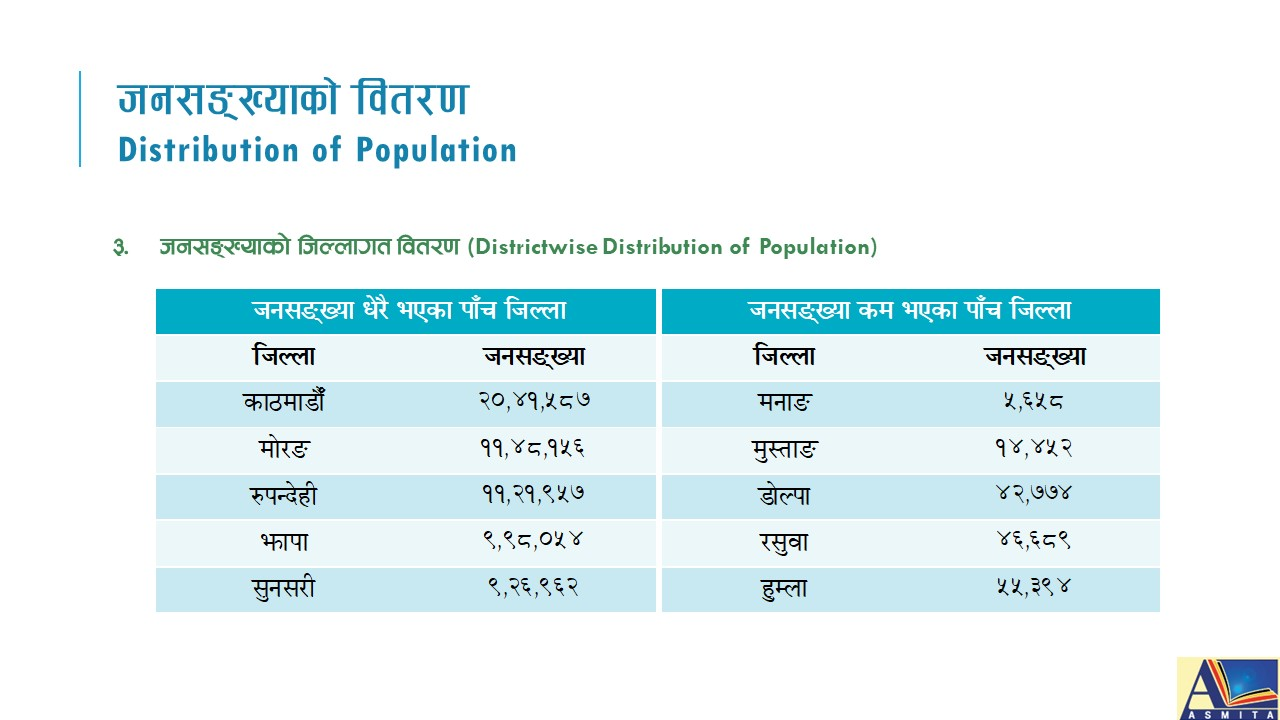 जनसङ्ख्याको वितरण
Distribution of Population
३. जनसङ्ख्याको जिल्लागत वितरण (Districtwise Distribution of Population)
जनसङ्ख्या धेरै भएका पाँच जिल्ला जनसङ्ख्या कम भएका पाँच जिल्ला
जिल्ला जनसङ्ख्या जिल्ला जनसङ्ख्या
काठमाडौँ २०,४१,५८७ मनाङ ५,६५८
मोरङ ११,४८,१५६ मुस्ताङ १४,४५२
रुपन्देही ११,२१,९५७ डोल्पा ४२,७७४
झापा ९,९८,०५४ रसुवा ४६,६८९
सुनसरी ९,२६,९६२ हुम्ला ५५,३९४
ASMITA